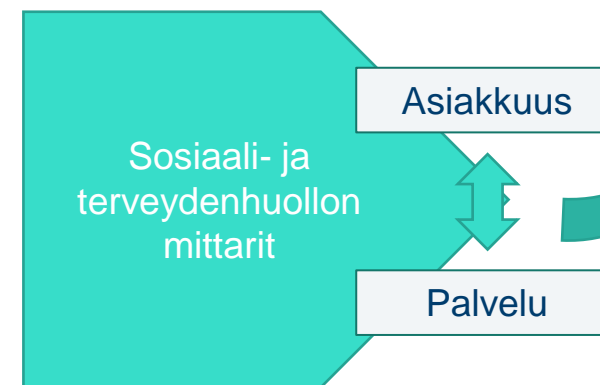 Sosiaali- ja
terveydenhuollon
mittarit
Asiakkuus
Palvelu